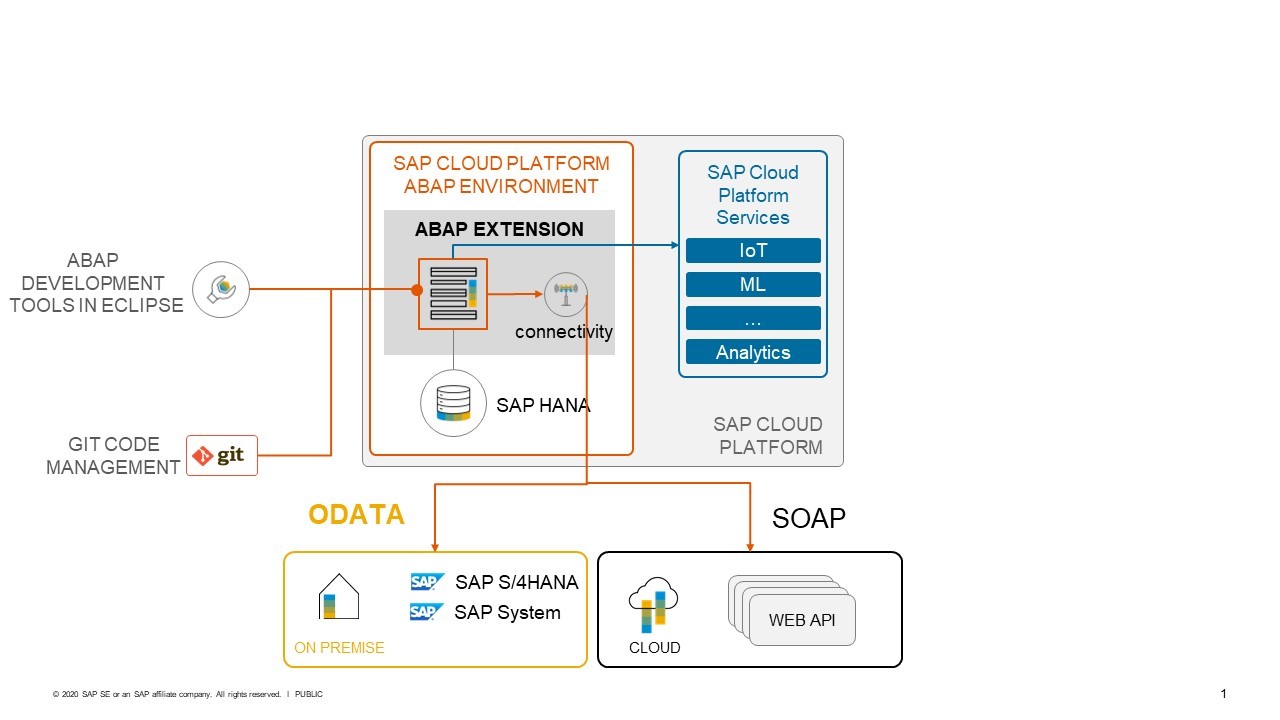 SAP CLOUD PLATFORM
ABAP ENVIRONMENT
ABAP EXTENSION
connectivity
SAP HANA
SAP Cloud
Platform
Services
IoT
ML
...
Analytics
SAP CLOUD
PLATFORM
ABAP
DEVELOPMENT
TOOLS IN ECLIPSE
GIT CODE
MANAGEMENT
git
ODATA
SOAP
SAP SAP S/4HANA
SAP SAP System
ON PREMISE
WEB API
CLOUD
© 2020 SAP SE or an SAP affiliate company. All rights reserved. | PUBLIC
1